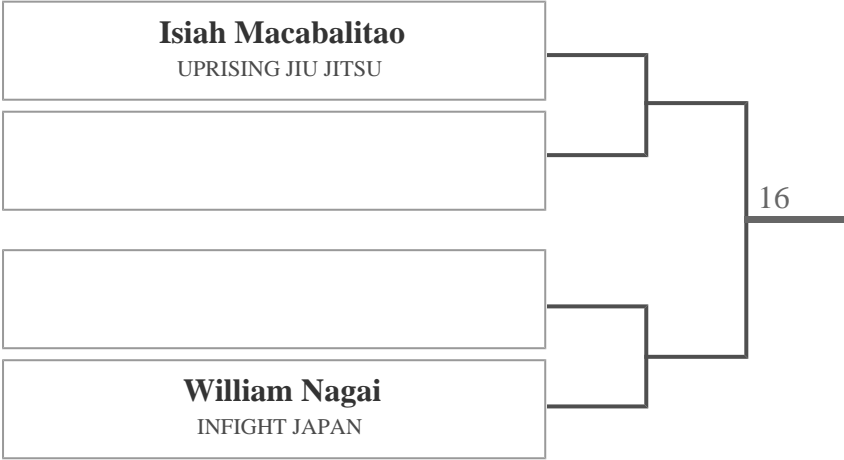 Isiah Macabalitao
UPRISING JIU JITSU
16
William Nagai
INFIGHT JAPAN